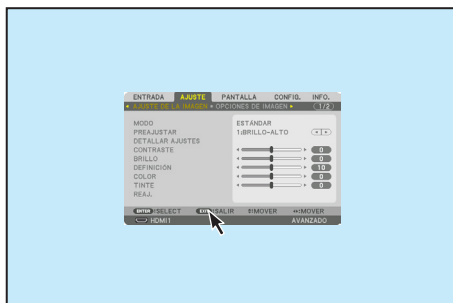 ENTRADA AJUSTE PANTALLA CONFIG. INFO.
AJUSTE DE LA IMAGEN OPCIONES DE IMAGEN 1/2
MODO ESTÁNDAR
PREAJUSTAR 1:BRILLO-ALTO
DETALLAR AJUSTES
CONTRASTE 0
BRILLO 0
DEFINICIÓN 10
COLOR 0
TINTE 0
REAJ.
ENTER :SELECT EXIT :SALIR :MOVER :MOVER
HDMI1 AVANZADO